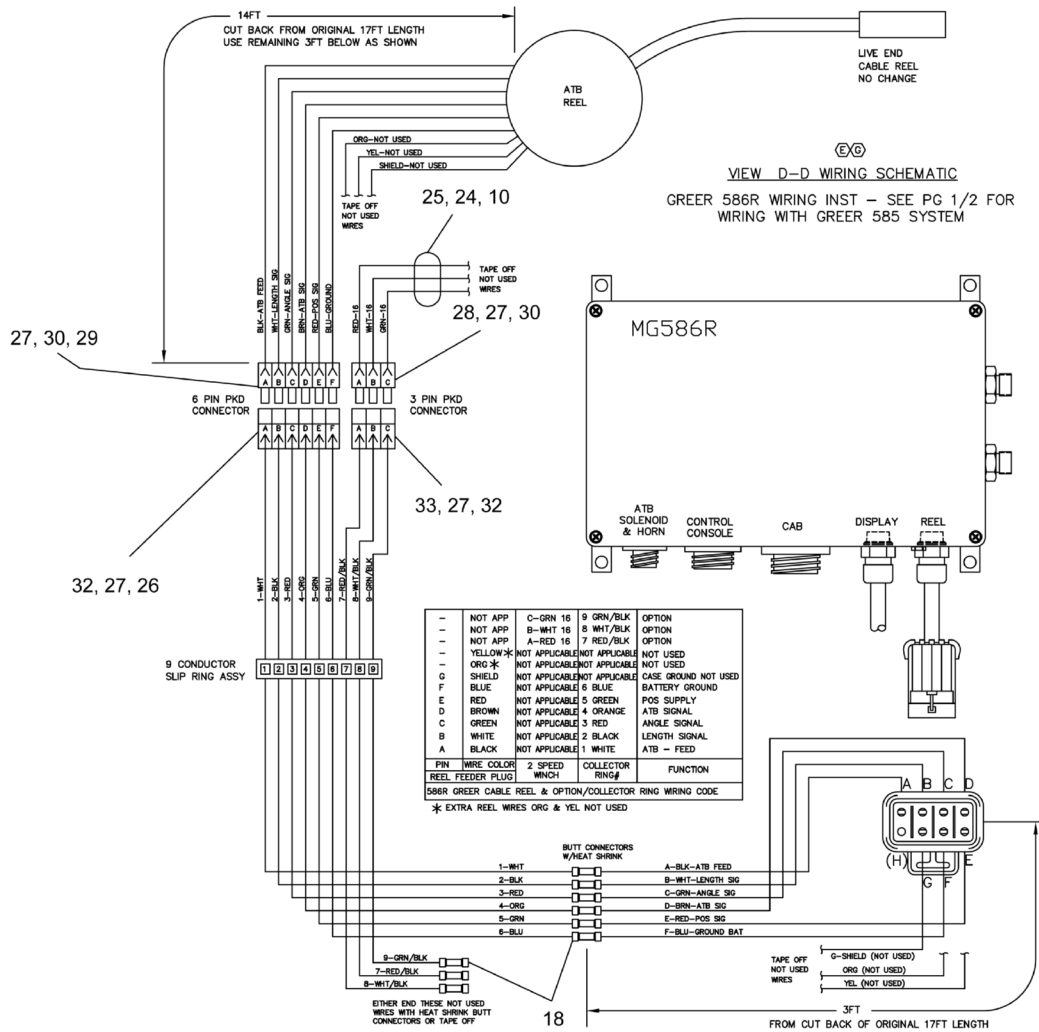 14FT
CUT BACK FROM ORIGINAL 17FT LENGTH
USE REMAINING 3FT BELOW AS SHOWN
ATB
REEL
LIVE END
CABLE REEL
NO CHANGE
ORG-NOT USED
YEL-NOT USED
SHIELD-NOT USED
TAPE OFF
NOT USED
WIRES
E G
VIEW D-D WIRING SCHEMATIC
GREER 586R WIRING INST - SEE PG 1/2 FOR
WIRING WITH GREER 585 SYSTEM
25, 24, 10
TAPE OFF
NOT USED
WIRES
BLK-ATB FEED
WHT-LENGTH SIG
GRN-ANGLE SIG
BRN-ATB SIG
RED-POS SIG
BLU-GROUND
RED-16
WHT-16
GRN-16
28, 27, 30
27, 30, 29
A B C D E F
A B C
6 PIN PKD
CONNECTOR
3 PIN PKD
CONNECTOR
A B C D E F
A B C
33, 27, 32
32, 27, 26
MG586R
ATB
SOLENOID
& HORN
CONTROL
CONSOLE
CAB
DISPLAY
REEL
1-WHT
2-BLK
3-RED
4-ORG
5-GRN
6-BLU
7-RED/BLK
8-WHT/BLK
9-GRN/BLK
9 CONDUCTOR
SLIP RING ASSY
1 2 3 4 5 6 7 8 9
- NOT APP C-GRN 16 9 GRN/BLK OPTION
- NOT APP B-WHT 16 8 WHT/BLK OPTION
- NOT APP A-RED 16 7 RED/BLK OPTION
- YELLOW* NOT APPLICABLE NOT APPLICABLE NOT USED
- ORG * NOT APPLICABLE NOT APPLICABLE NOT USED
G SHIELD NOT APPLICABLE NOT APPLICABLE CASE GROUND NOT USED
F BLUE NOT APPLICABLE 6 BLUE BATTERY GROUND
E RED NOT APPLICABLE 5 GREEN POS SUPPLY
D BROWN NOT APPLICABLE 4 ORANGE ATB SIGNAL
C GREEN NOT APPLICABLE 3 RED ANGLE SIGNAL
B WHITE NOT APPLICABLE 2 BLACK LENGTH SIGNAL
A BLACK NOT APPLICABLE 1 WHITE ATB - FEED
PIN WIRE COLOR 2 SPEED WINCH COLLECTOR RING# FUNCTION
REEL FEEDER PLUG
586R GREER CABLE REEL & OPTION/COLLECTOR RING WIRING CODE
* EXTRA REEL WIRES ORG & YEL NOT USED
A B C D
(H) E
G F
BUTT CONNECTORS
W/HEAT SHRINK
1-WHT A-BLK-ATB FEED
2-BLK B-WHT-LENGTH SIG
3-RED C-GRN-ANGLE SIG
4-ORG D-BRN-ATB SIG
5-GRN E-RED-POS SIG
6-BLU F-BLU-GROUND BAT
9-GRN/BLK
7-RED/BLK
8-WHT/BLK
EITHER END THESE NOT USED
WIRES WITH HEAT SHRINK BUTT
CONNECTORS OR TAPE OFF
18
TAPE OFF
NOT USED
WIRES
G-SHIELD (NOT USED)
ORG (NOT USED)
YEL (NOT USED)
3FT
FROM CUT BACK OF ORIGINAL 17FT LENGTH